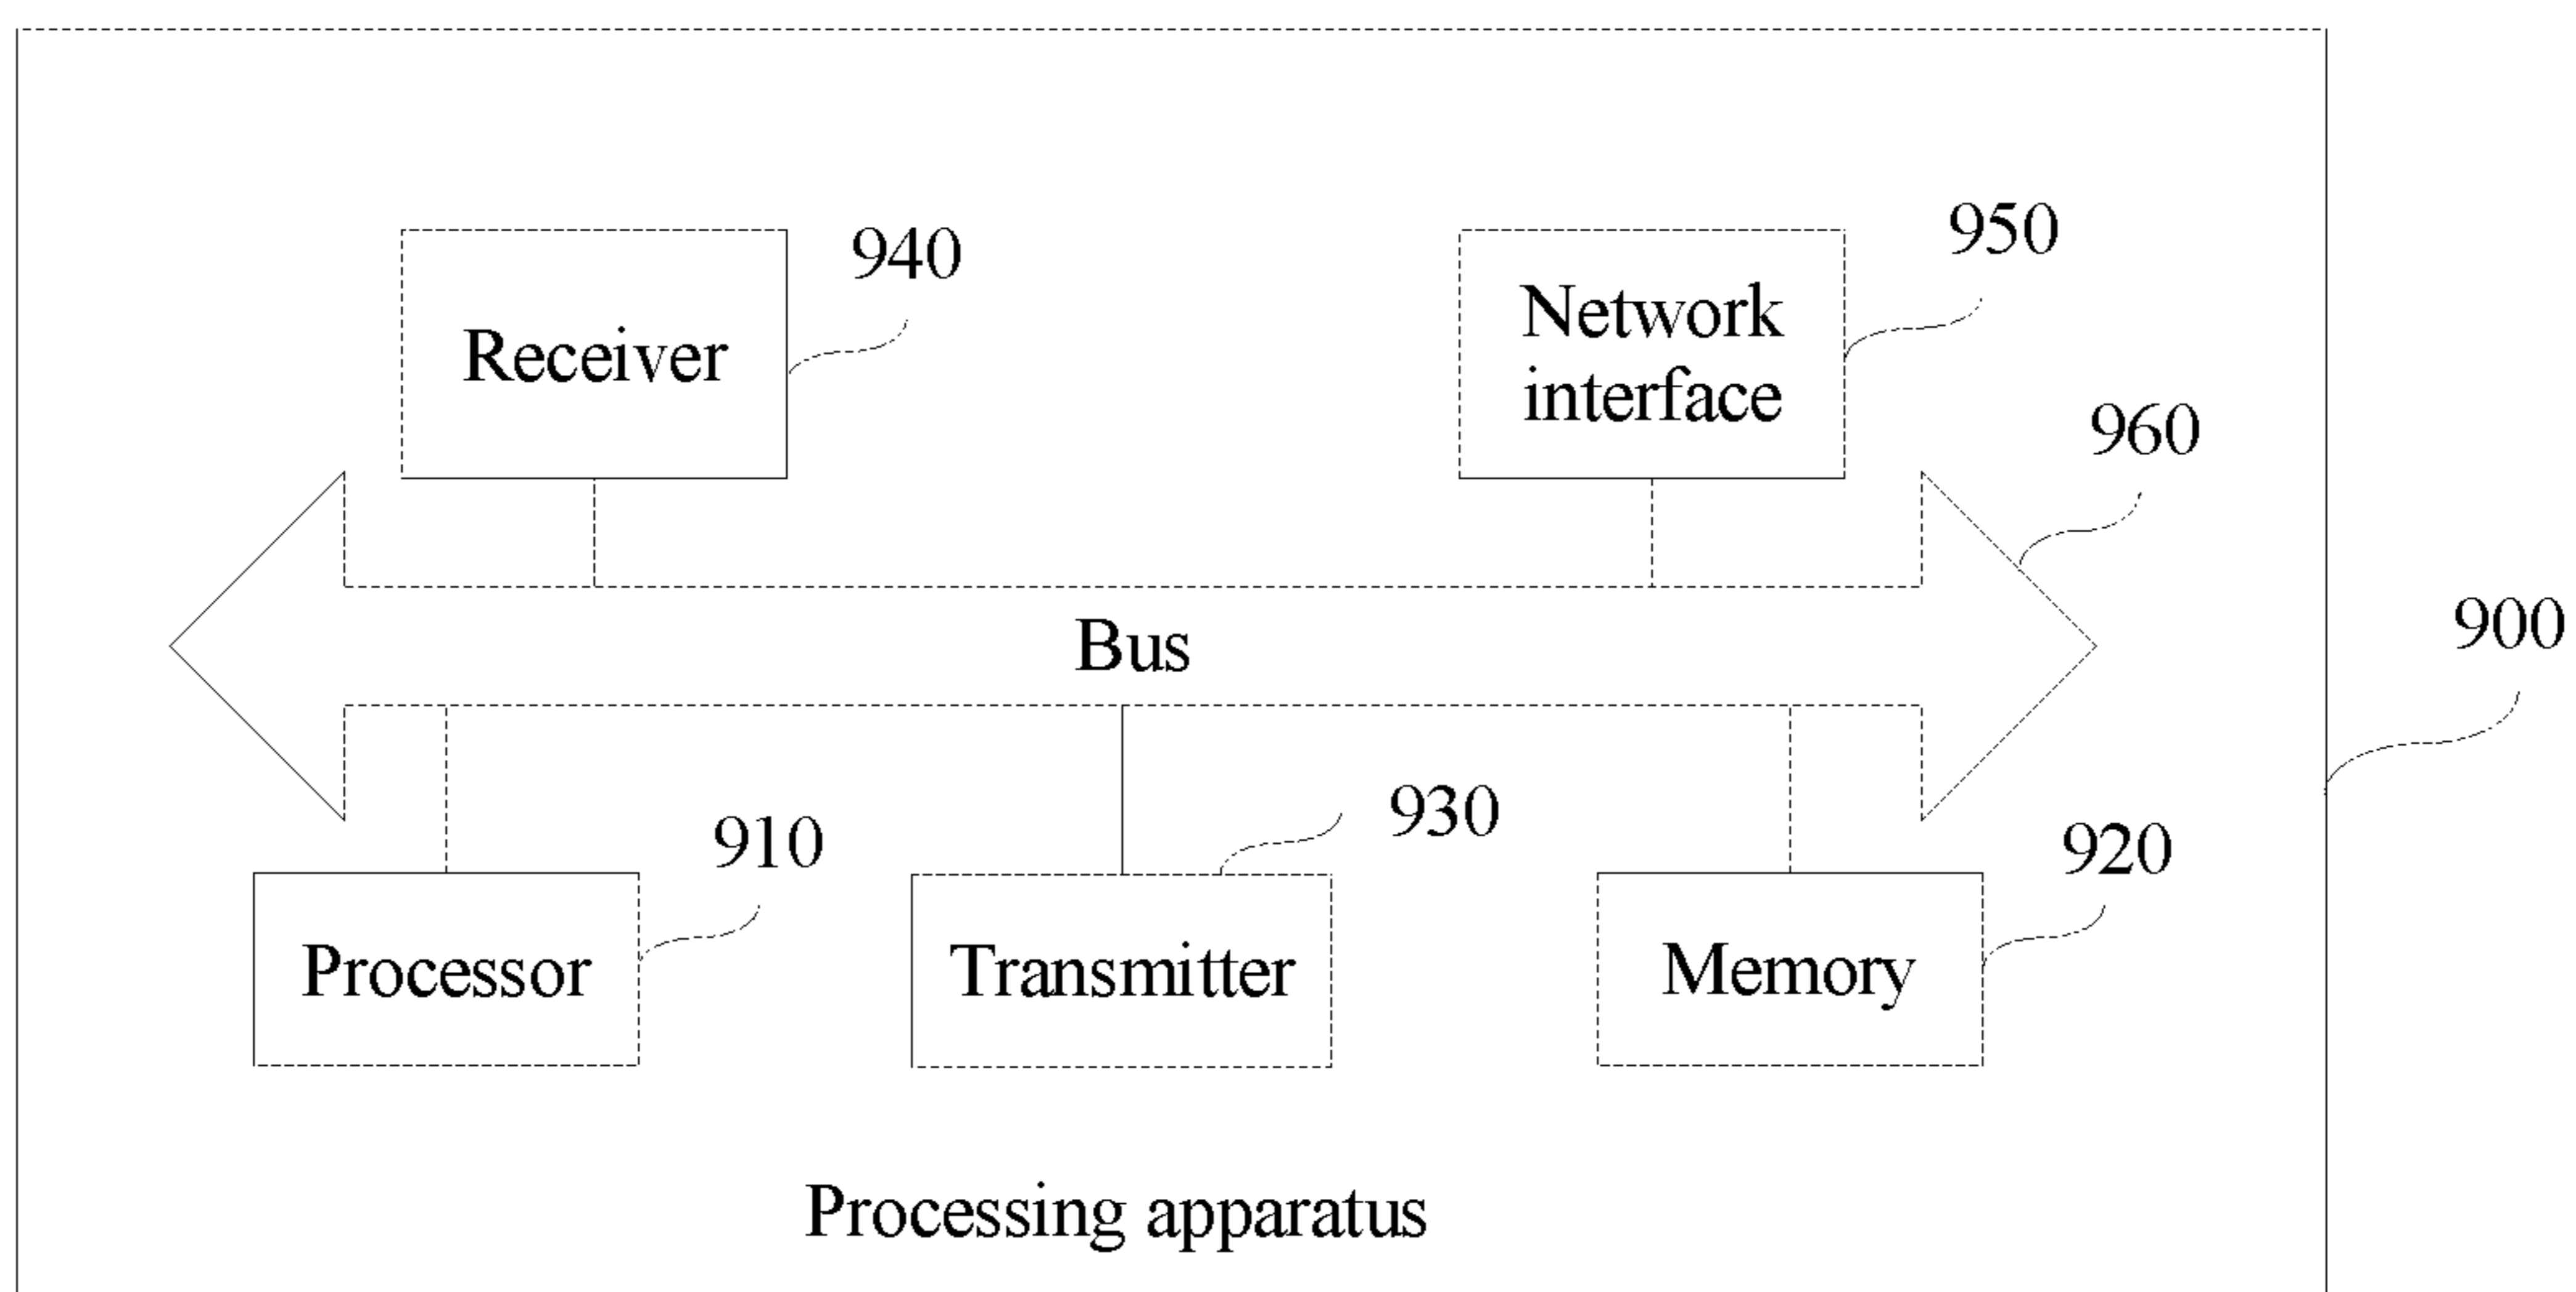 940
Receiver
950
Network
interface
960
Bus
900
910
Processor
930
Transmitter
920
Memory
Processing apparatus